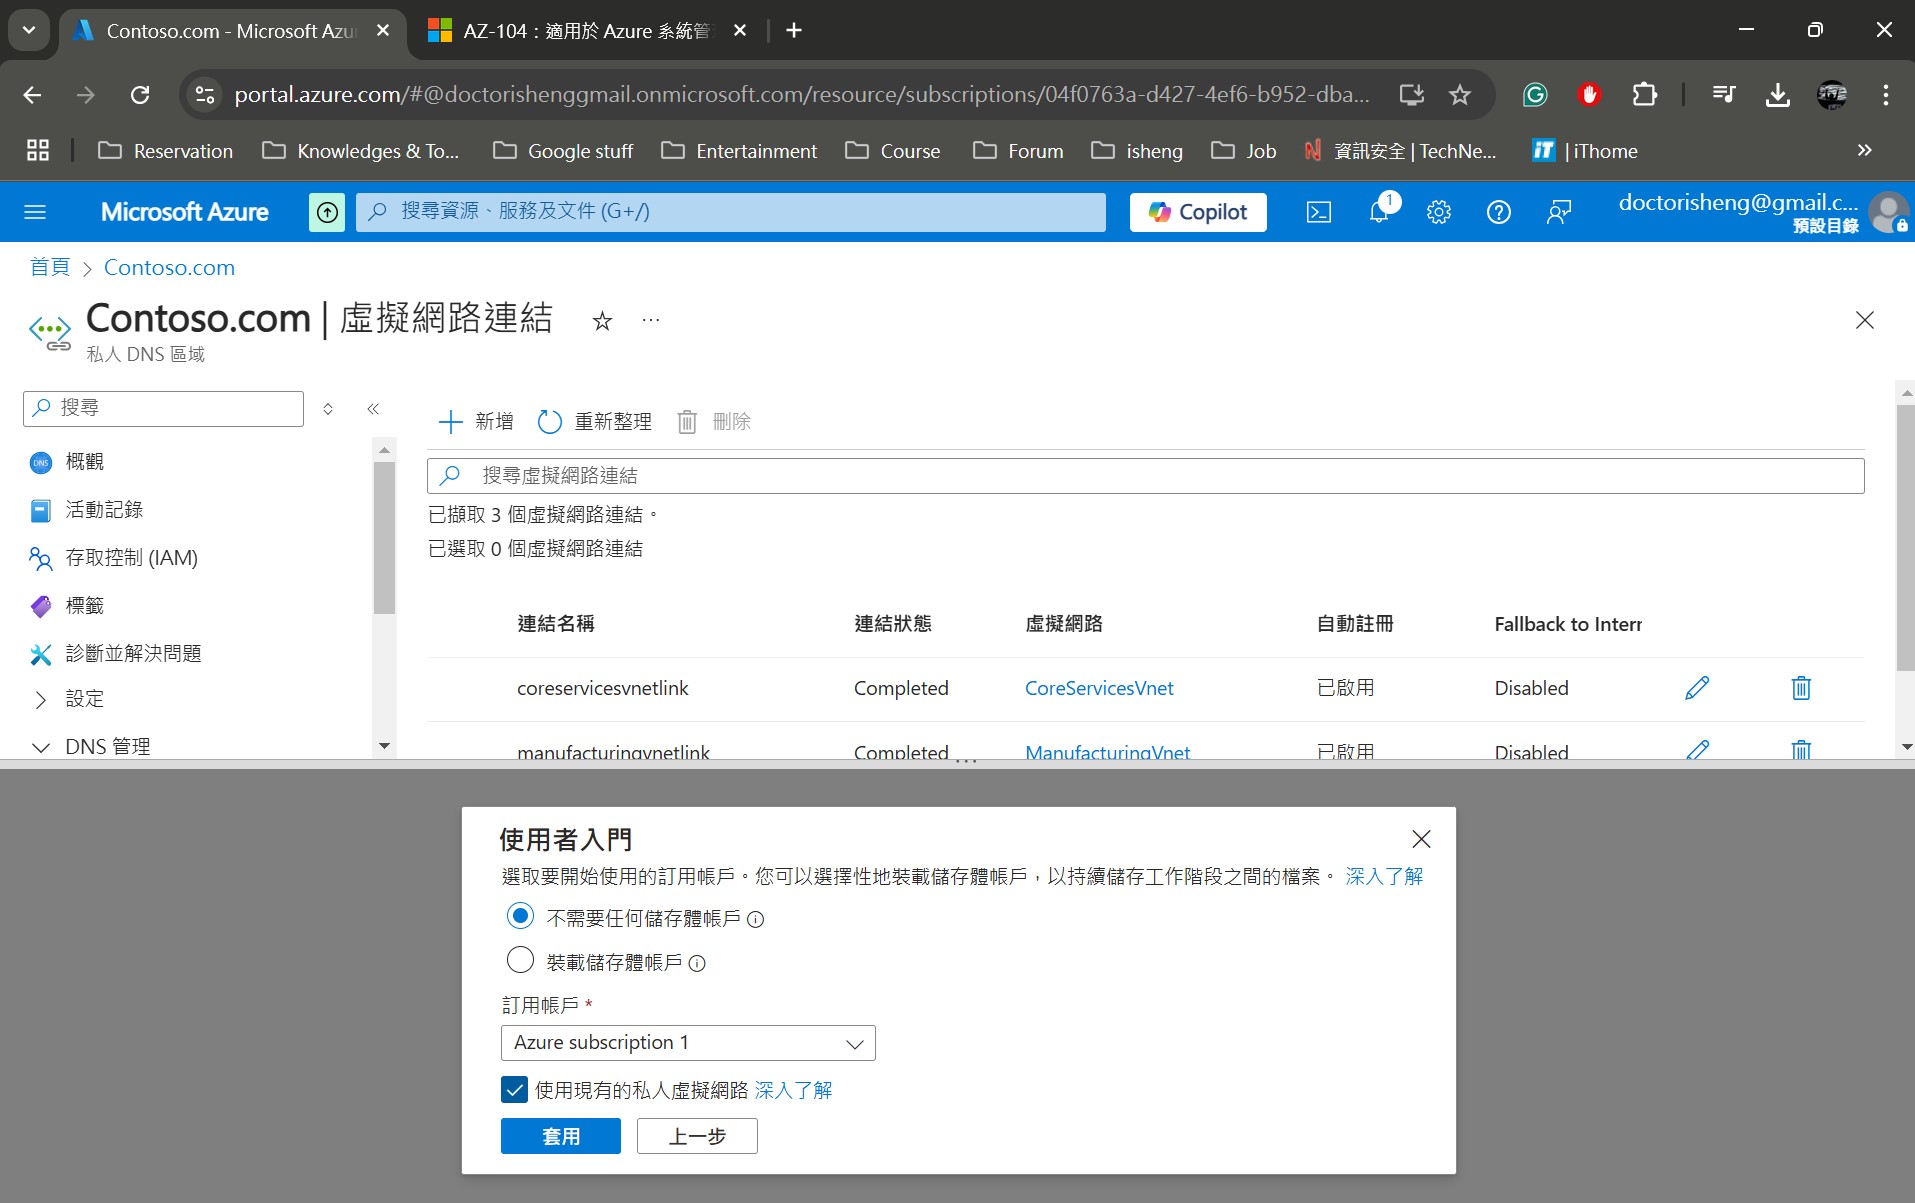 Contoso.com - Microsoft Azu
AZ-104：適用於 Azure 系統管
portal.azure.com/#@doctorishenggmail.onmicrosoft.com/resource/subscriptions/04f0763a-d427-4ef6-b952-dba...
Reservation
Knowledges & To...
Google stuff
Entertainment
Course
Forum
isheng
Job
資訊安全 | TechNe...
iT | iThome
Microsoft Azure
搜尋資源、服務及文件 (G+/)
Copilot
1
doctorisheng@gmail.c...
預設目錄
首頁 > Contoso.com
Contoso.com | 虛擬網路連結
私人 DNS 區域
搜尋
概觀
活動記錄
存取控制 (IAM)
標籤
診斷並解決問題
設定
DNS 管理
新增 重新整理 刪除
搜尋虛擬網路連結
已擷取 3 個虛擬網路連結。
已選取 0 個虛擬網路連結
連結名稱 連結狀態 虛擬網路 自動註冊 Fallback to Interr
coreservicesvnetlink Completed CoreServicesVnet 已啟用 Disabled
manufacturingvnetlink Completed ManufacturingVnet 已啟用 Disabled
使用者入門
選取要開始使用的訂用帳戶。您可以選擇性地裝載儲存體帳戶，以持續儲存工作階段之間的檔案。 深入了解
不需要任何儲存體帳戶
裝載儲存體帳戶
訂用帳戶 *
Azure subscription 1
使用現有的私人虛擬網路 深入了解
套用 上一步